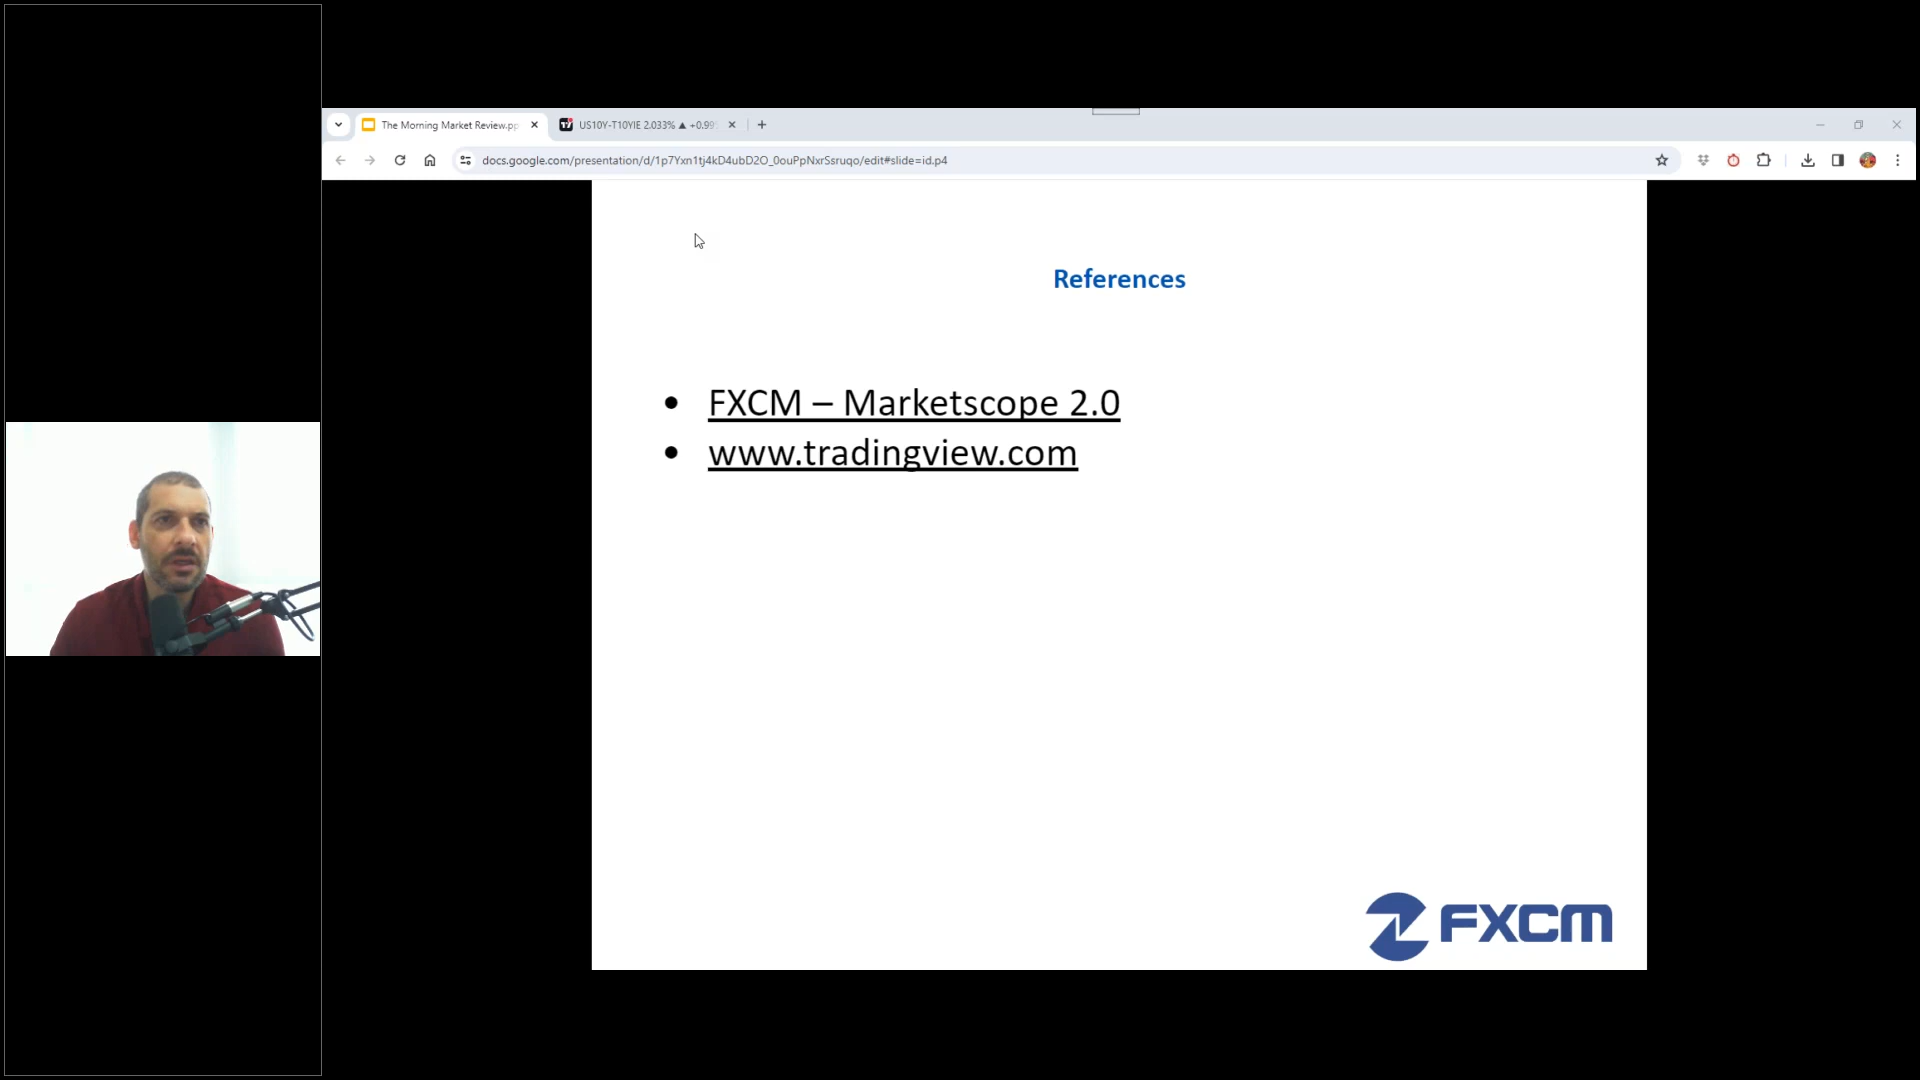 The Morning Market Review.pp
US10Y-T10YIE 2.033% ▲ +0.99
docs.google.com/presentation/d/1p7Yxn1tj4kD4ubD2O_0ouPpNxrSsruqo/edit#slide=id.p4
References
• FXCM – Marketscope 2.0
• www.tradingview.com
FXCM